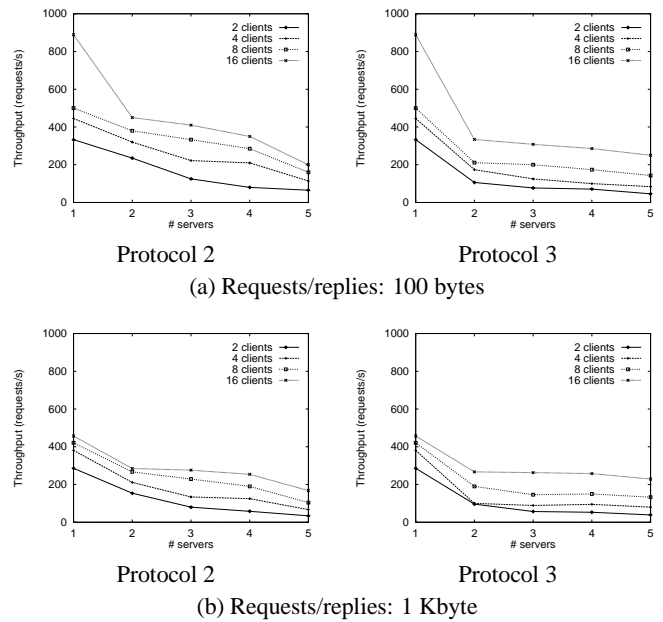 1000
800
600
400
200
0
1 2 3 4 5
Throughput (requests/s)
# servers
2 clients
4 clients
8 clients
16 clients
Protocol 2
1000
800
600
400
200
0
1 2 3 4 5
Throughput (requests/s)
# servers
2 clients
4 clients
8 clients
16 clients
Protocol 3
(a) Requests/replies: 100 bytes
1000
800
600
400
200
0
1 2 3 4 5
Throughput (requests/s)
# servers
2 clients
4 clients
8 clients
16 clients
Protocol 2
1000
800
600
400
200
0
1 2 3 4 5
Throughput (requests/s)
# servers
2 clients
4 clients
8 clients
16 clients
Protocol 3
(b) Requests/replies: 1 Kbyte